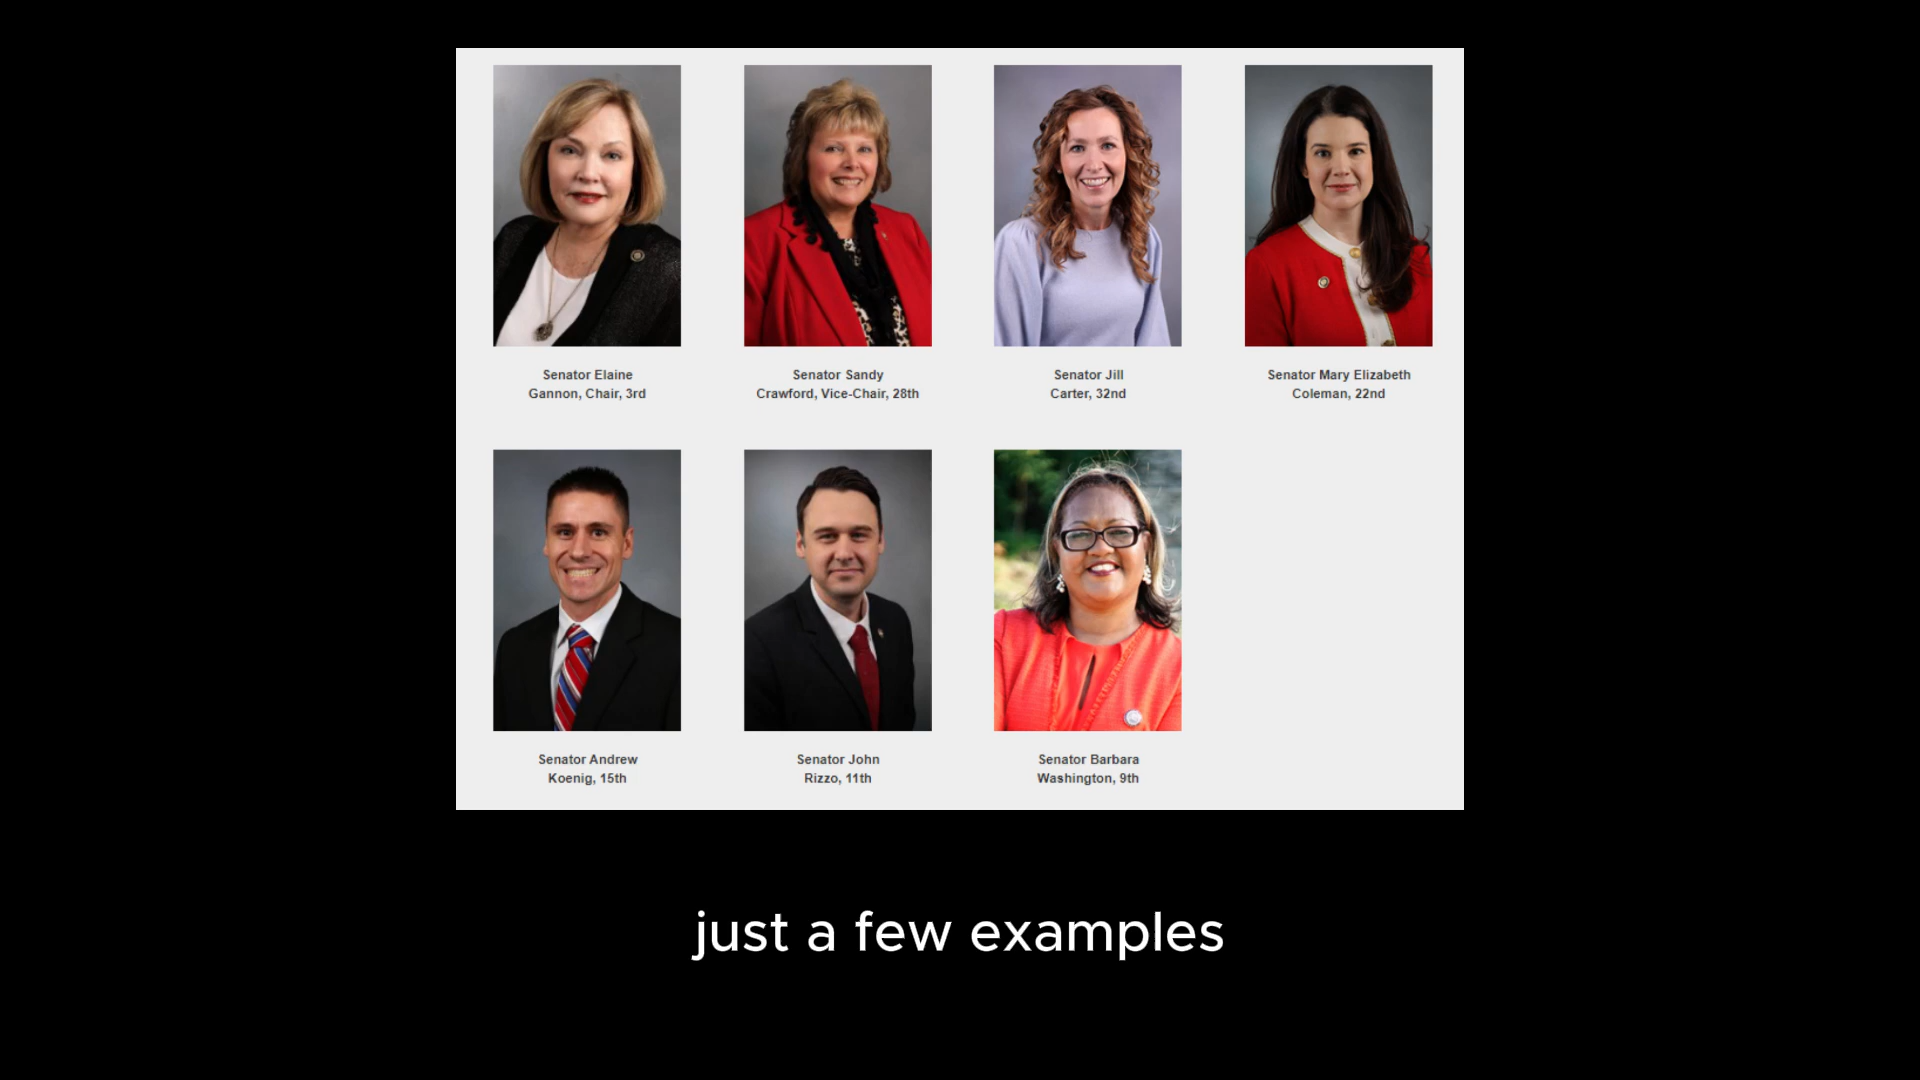 Senator Elaine
Gannon, Chair, 3rd
Senator Sandy
Crawford, Vice-Chair, 28th
Senator Jill
Carter, 32nd
Senator Mary Elizabeth
Coleman, 22nd
Senator Andrew
Koenig, 15th
Senator John
Rizzo, 11th
Senator Barbara
Washington, 9th
just a few examples